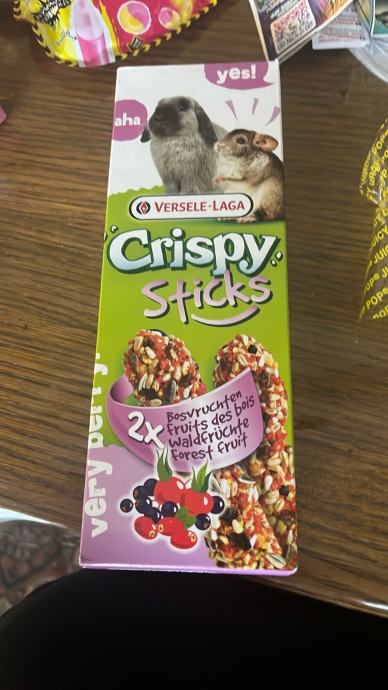 yes!
aha
VERSELE-LAGA
Crispy
Sticks
2x
Bosvruchten
Fruits des bois
Waldfrüchte
Forest fruit
very berry!